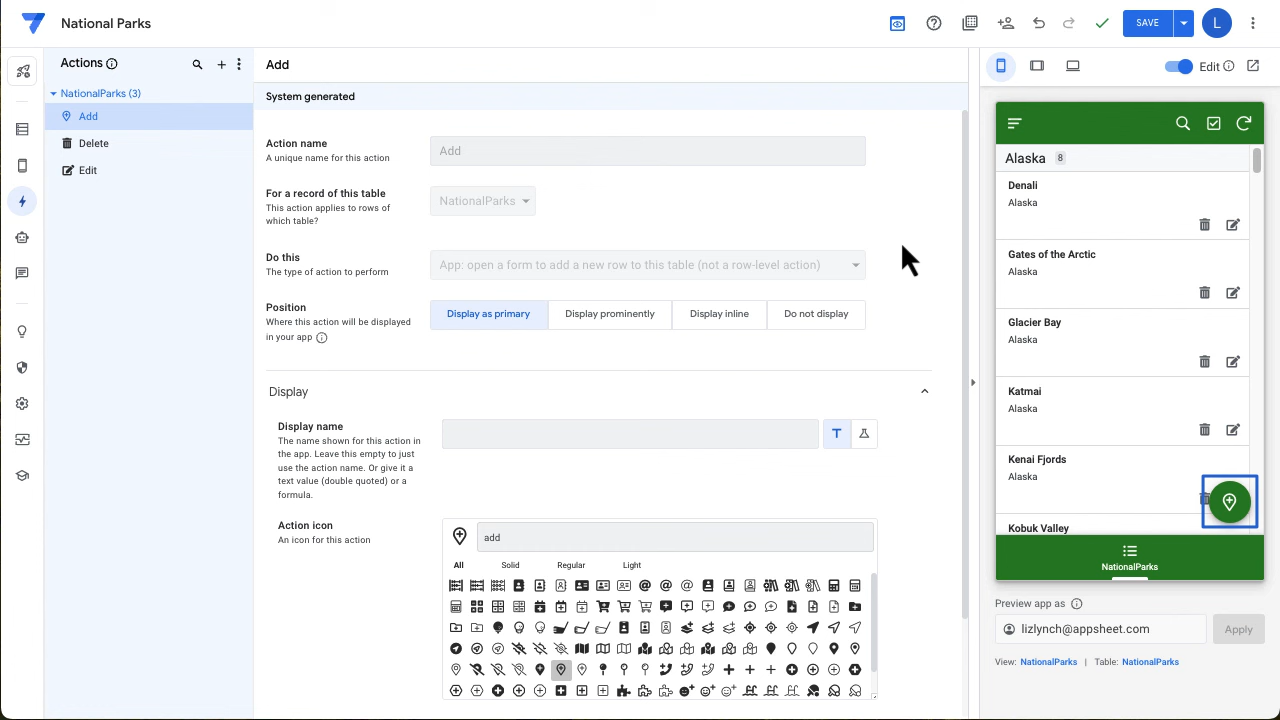 National Parks
SAVE
L
Actions
NationalParks (3)
Add
Delete
Edit
Add
System generated
Action name
A unique name for this action
Add
For a record of this table
This action applies to rows of
which table?
NationalParks
Do this
The type of action to perform
App: open a form to add a new row to this table (not a row-level action)
Position
Where this action will be displayed
in your app
Display as primary
Display prominently
Display inline
Do not display
Display
Display name
The name shown for this action in
the app. Leave this empty to just
use the action name. Or give it a
text value (double quoted) or a
formula.
T
Action icon
An icon for this action
add
All
Solid
Regular
Light
Edit
Alaska 8
Denali
Alaska
Gates of the Arctic
Alaska
Glacier Bay
Alaska
Katmai
Alaska
Kenai Fjords
Alaska
Kobuk Valley
NationalParks
Preview app as
lizlynch@appsheet.com
Apply
View: NationalParks | Table: NationalParks